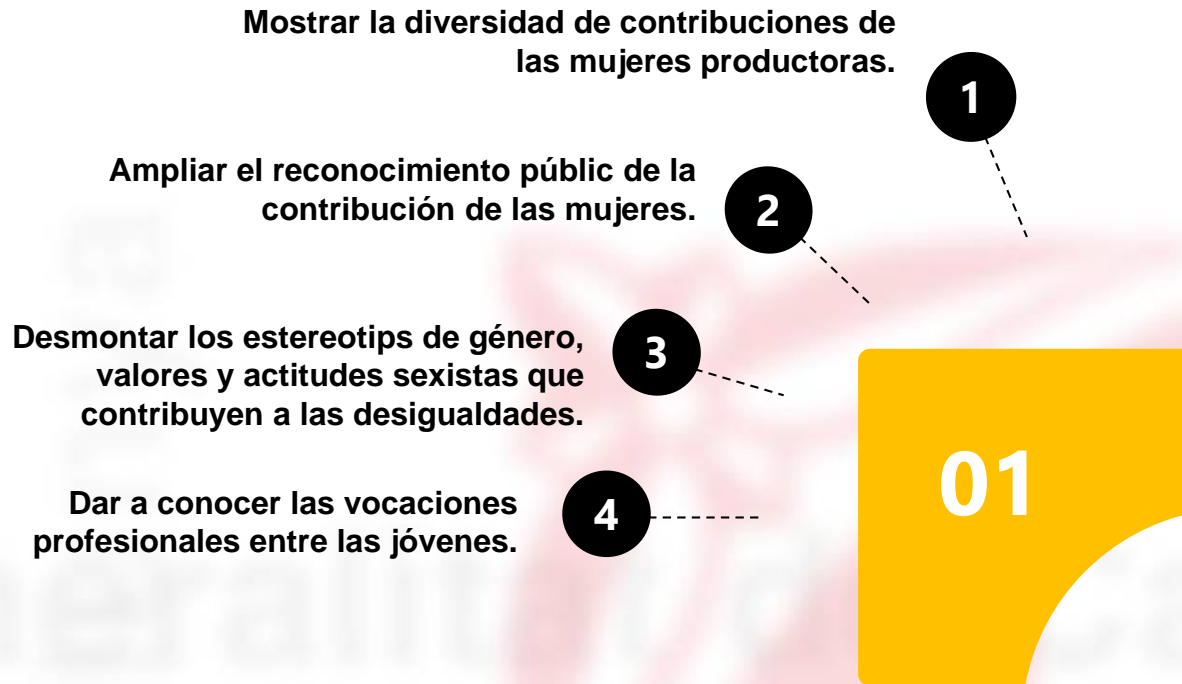 Mostrar la diversidad de contribuciones de
las mujeres productoras.
1
Ampliar el reconocimiento públic de la
contribución de las mujeres.
2
Desmontar los estereotips de género,
valores y actitudes sexistas que
contribuyen a las desigualdades.
3
Dar a conocer las vocaciones
profesionales entre las jóvenes.
4
01